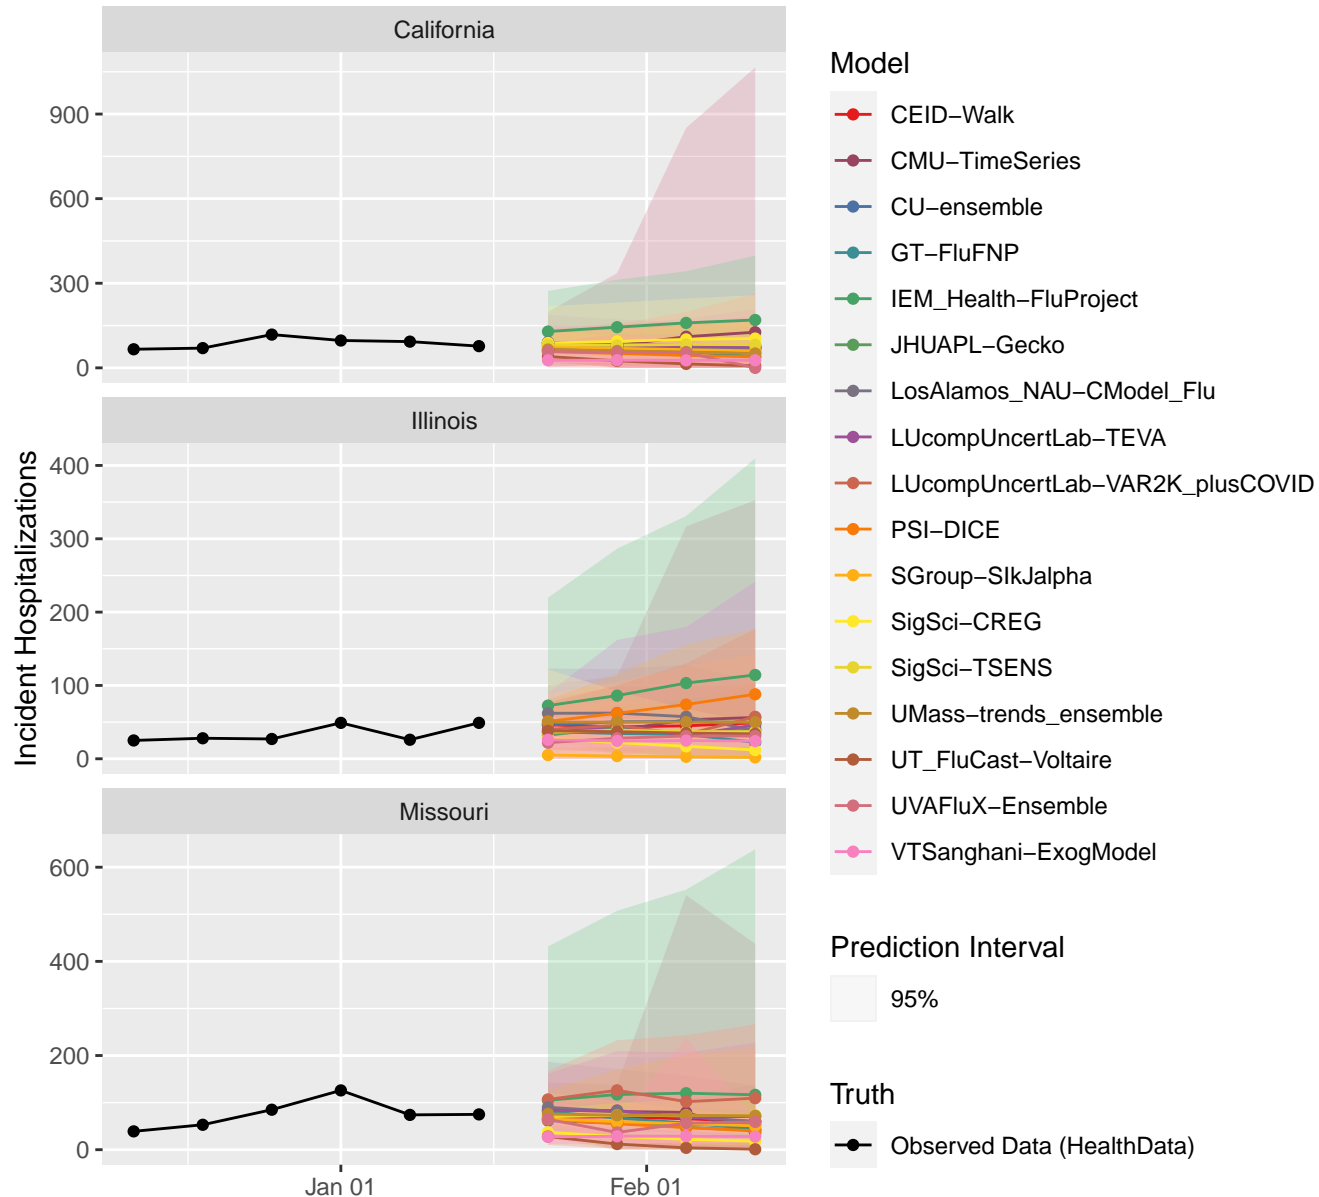 California
900
600
300
0
Illinois
400
300
200
100
0
Missouri
600
400
200
0
Jan 01
Feb 01
Incident Hospitalizations
Model
CEID−Walk
CMU−TimeSeries
CU−ensemble
GT−FluFNP
IEM_Health−FluProject
JHUAPL−Gecko
LosAlamos_NAU−CModel_Flu
LUcompUncertLab−TEVA
LUcompUncertLab−VAR2K_plusCOVID
PSI−DICE
SGroup−SIkJalpha
SigSci−CREG
SigSci−TSENS
UMass−trends_ensemble
UT_FluCast−Voltaire
UVAFluX−Ensemble
VTSanghani−ExogModel
Prediction Interval
95%
Truth
Observed Data (HealthData)